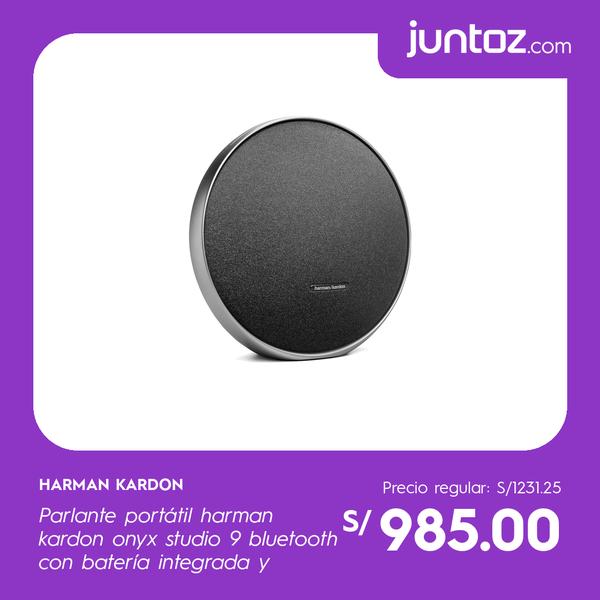 juntoz.com
harman/kardon
HARMAN KARDON
Parlante portátil harman
kardon onyx studio 9 bluetooth
con batería integrada y
Precio regular: S/1231.25
S/ 985.00